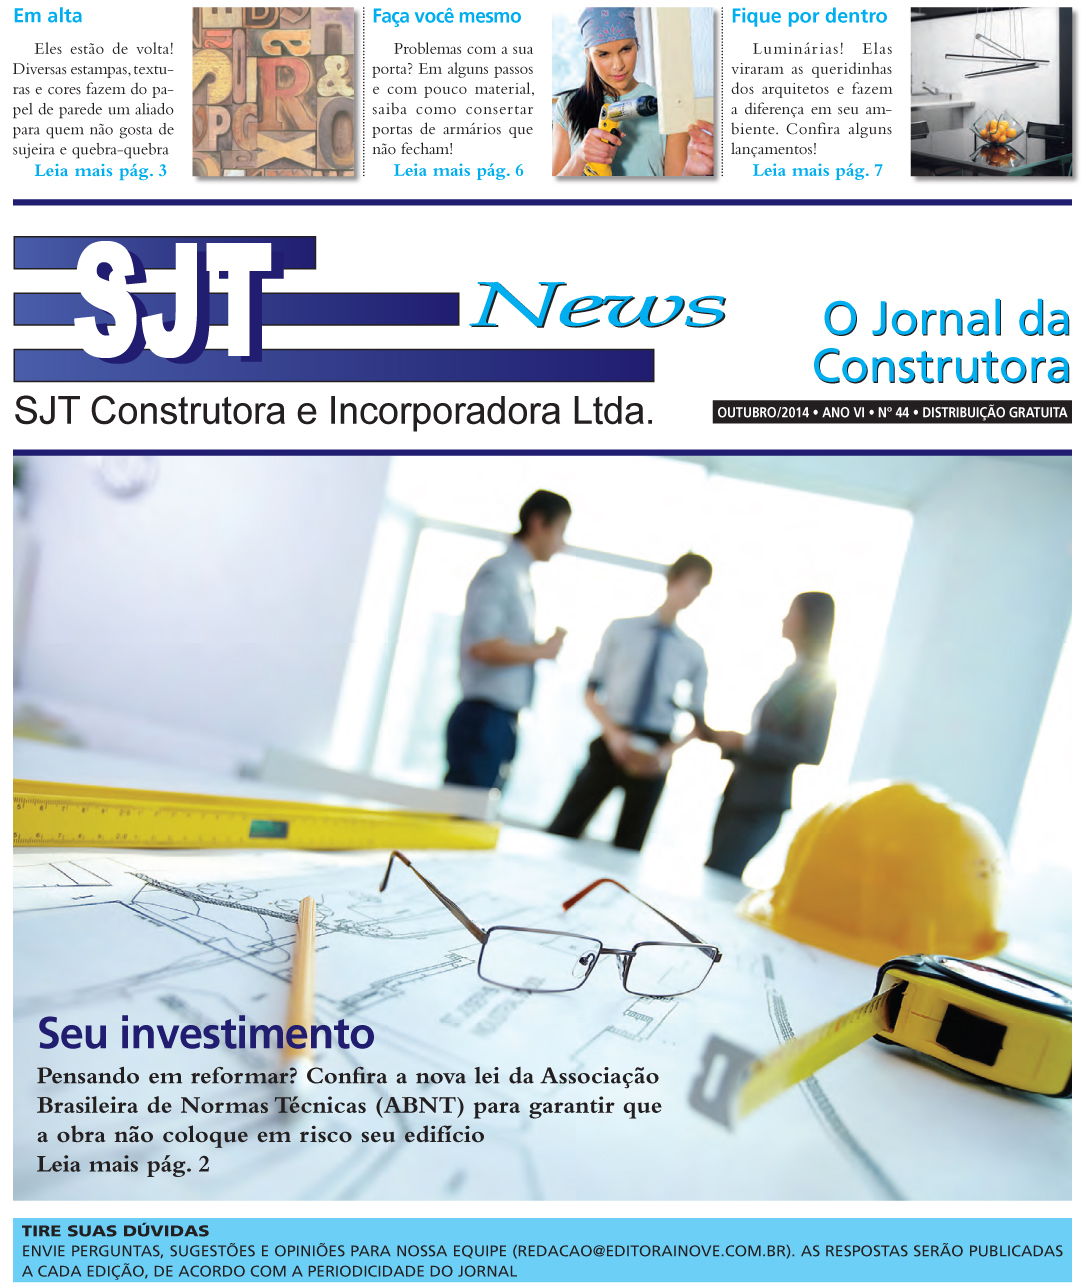 Em alta
Eles estão de volta!
Diversas estampas, textu-
ras e cores fazem do pa-
pel de parede um aliado
para quem não gosta de
sujeira e quebra-quebra
Leia mais pág. 3
Faça você mesmo
Problemas com a sua
porta? Em alguns passos
e com pouco material,
saiba como consertar
portas de armários que
não fecham!
Leia mais pág. 6
Fique por dentro
Luminárias! Elas
viraram as queridinhas
dos arquitetos e fazem
a diferença em seu am-
biente. Confira alguns
lançamentos!
Leia mais pág. 7
SJT
News
O Jornal da
Construtora
SJT Construtora e Incorporadora Ltda.
OUTUBRO/2014 • ANO VI • Nº 44 • DISTRIBUIÇÃO GRATUITA
Seu investimento
Pensando em reformar? Confira a nova lei da Associação
Brasileira de Normas Técnicas (ABNT) para garantir que
a obra não coloque em risco seu edifício
Leia mais pág. 2
TIRE SUAS DÚVIDAS
ENVIE PERGUNTAS, SUGESTÕES E OPINIÕES PARA NOSSA EQUIPE (REDACAO@EDITORAINOVE.COM.BR). AS RESPOSTAS SERÃO PUBLICADAS
A CADA EDIÇÃO, DE ACORDO COM A PERIODICIDADE DO JORNAL